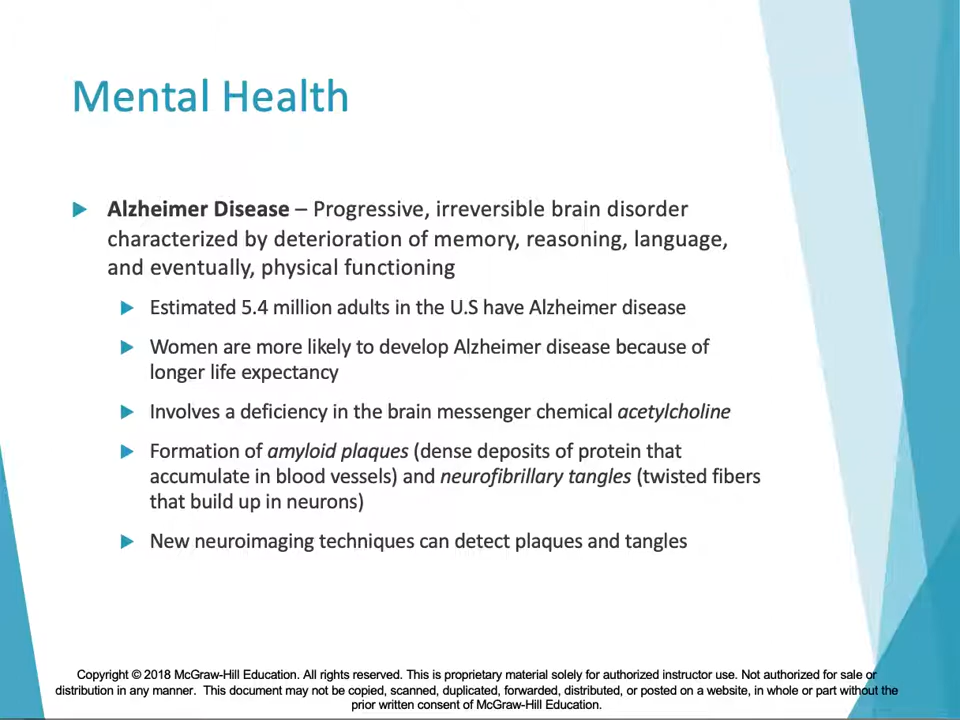 Mental Health
Alzheimer Disease – Progressive, irreversible brain disorder
characterized by deterioration of memory, reasoning, language,
and eventually, physical functioning
Estimated 5.4 million adults in the U.S have Alzheimer disease
Women are more likely to develop Alzheimer disease because of
longer life expectancy
Involves a deficiency in the brain messenger chemical acetylcholine
Formation of amyloid plaques (dense deposits of protein that
accumulate in blood vessels) and neurofibrillary tangles (twisted fibers
that build up in neurons)
New neuroimaging techniques can detect plaques and tangles
Copyright © 2018 McGraw-Hill Education. All rights reserved. This is proprietary material solely for authorized instructor use. Not authorized for sale or
distribution in any manner. This document may not be copied, scanned, duplicated, forwarded, distributed, or posted on a website, in whole or part without the
prior written consent of McGraw-Hill Education.